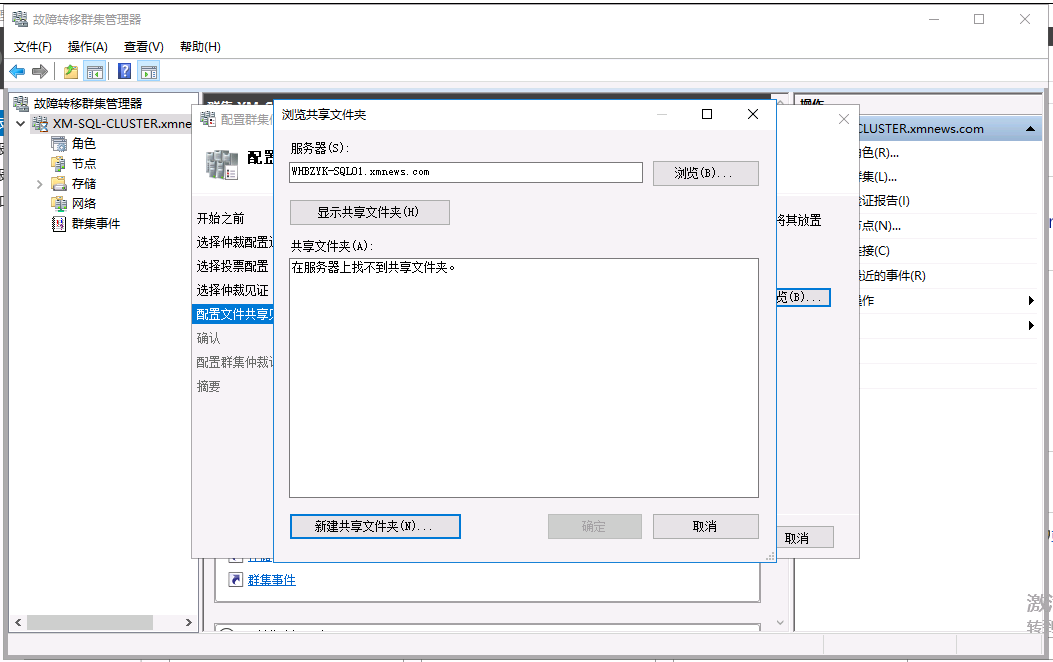 故障转移群集管理器
文件(F) 操作(A) 查看(V) 帮助(H)
故障转移群集管理器
XM-SQL-CLUSTER.xmne
角色
节点
存储
网络
群集事件
配置群集
配置
开始之前
选择仲裁配置
选择投票配置
选择仲裁见证
配置文件共享
确认
配置群集仲裁
摘要
浏览共享文件夹
服务器(S):
WHBZYK-SQL01.xmnews.com
浏览(B)...
显示共享文件夹(H)
共享文件夹(A):
在服务器上找不到共享文件夹。
新建共享文件夹(N)...
确定
取消
将其放置
览(B)...
取消
群集事件
操作
CLUSTER.xmnews.com
角色(R)...
群集(L)...
验证报告(I)
节点(N)...
连接(C)
最近的事件(R)
操作